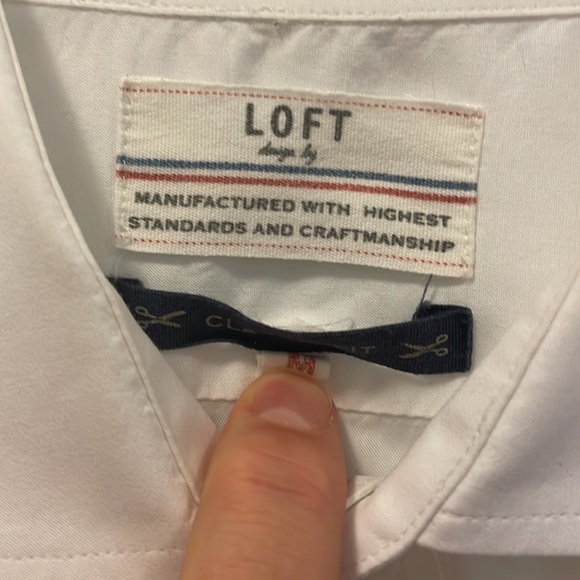 LOFT
design by
MANUFACTURED WITH HIGHEST
STANDARDS AND CRAFTMANSHIP